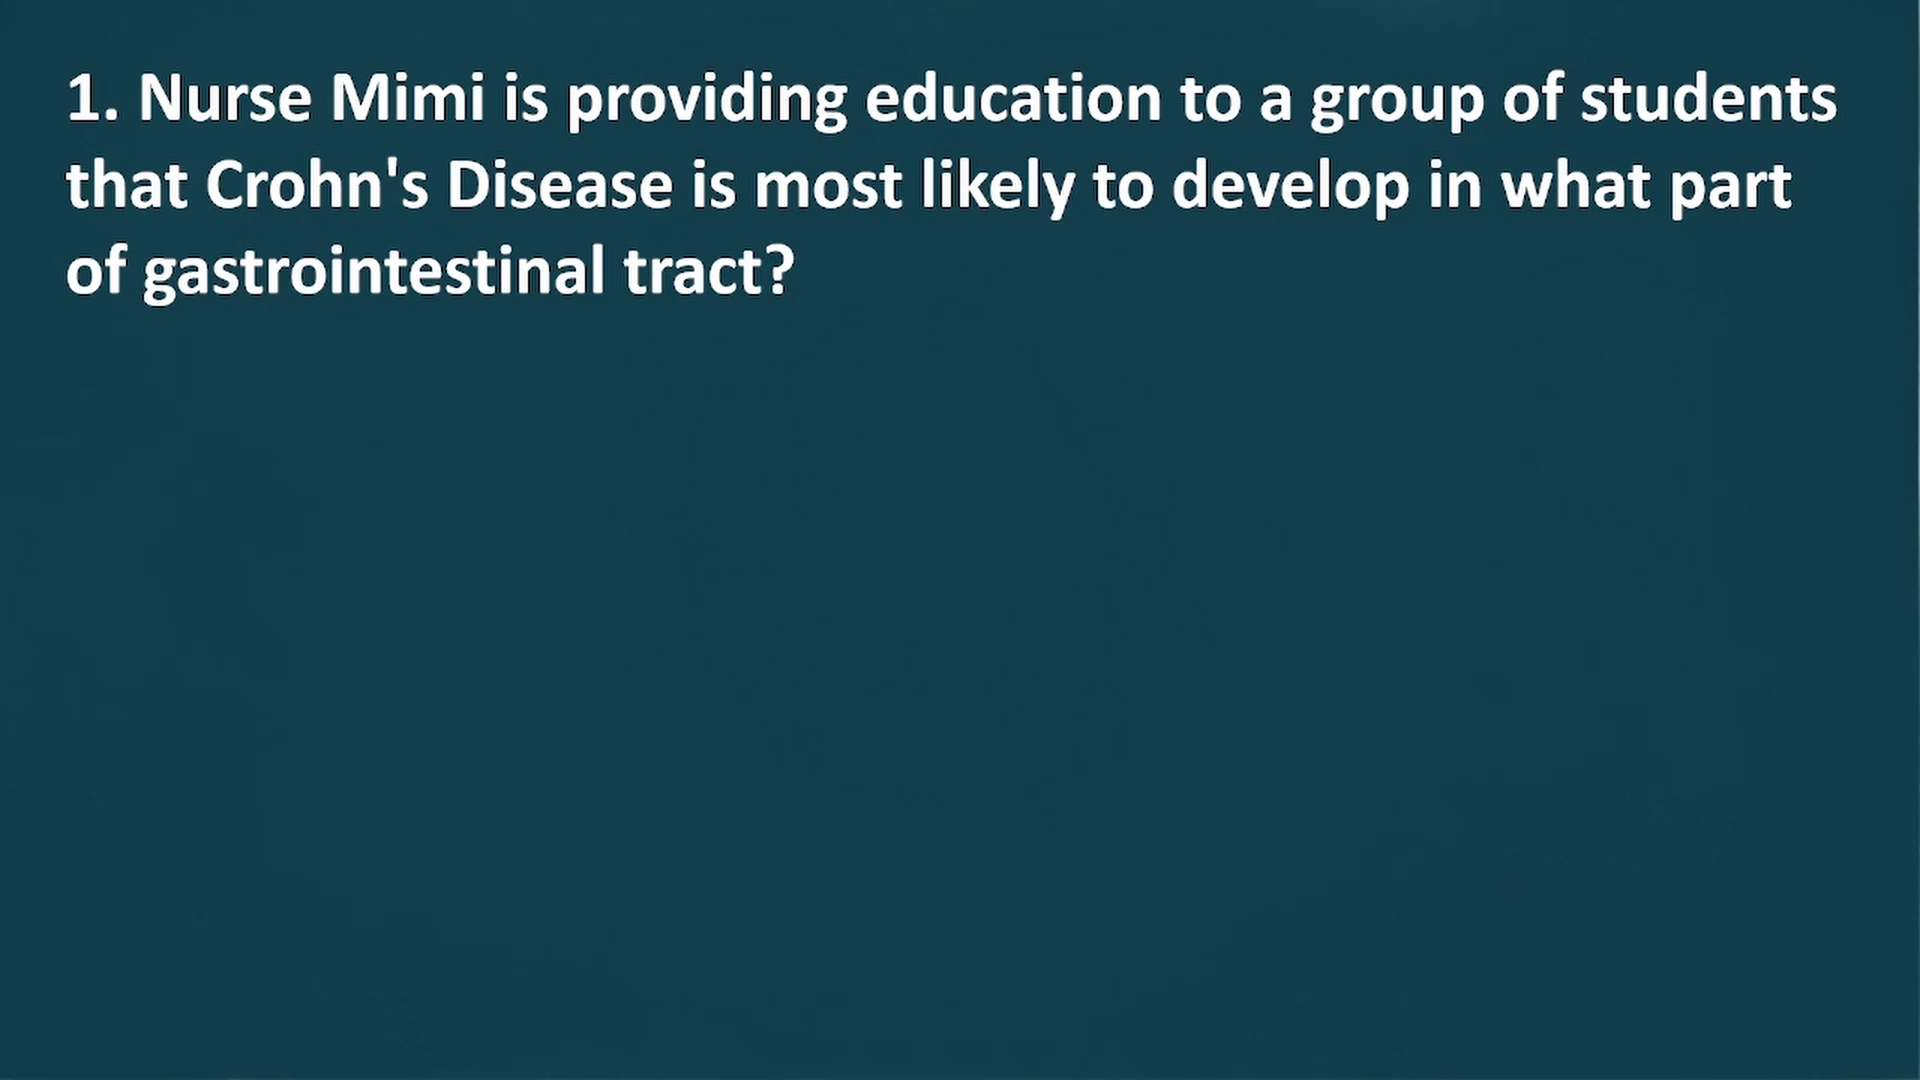 1. Nurse Mimi is providing education to a group of students
that Crohn's Disease is most likely to develop in what part
of gastrointestinal tract?